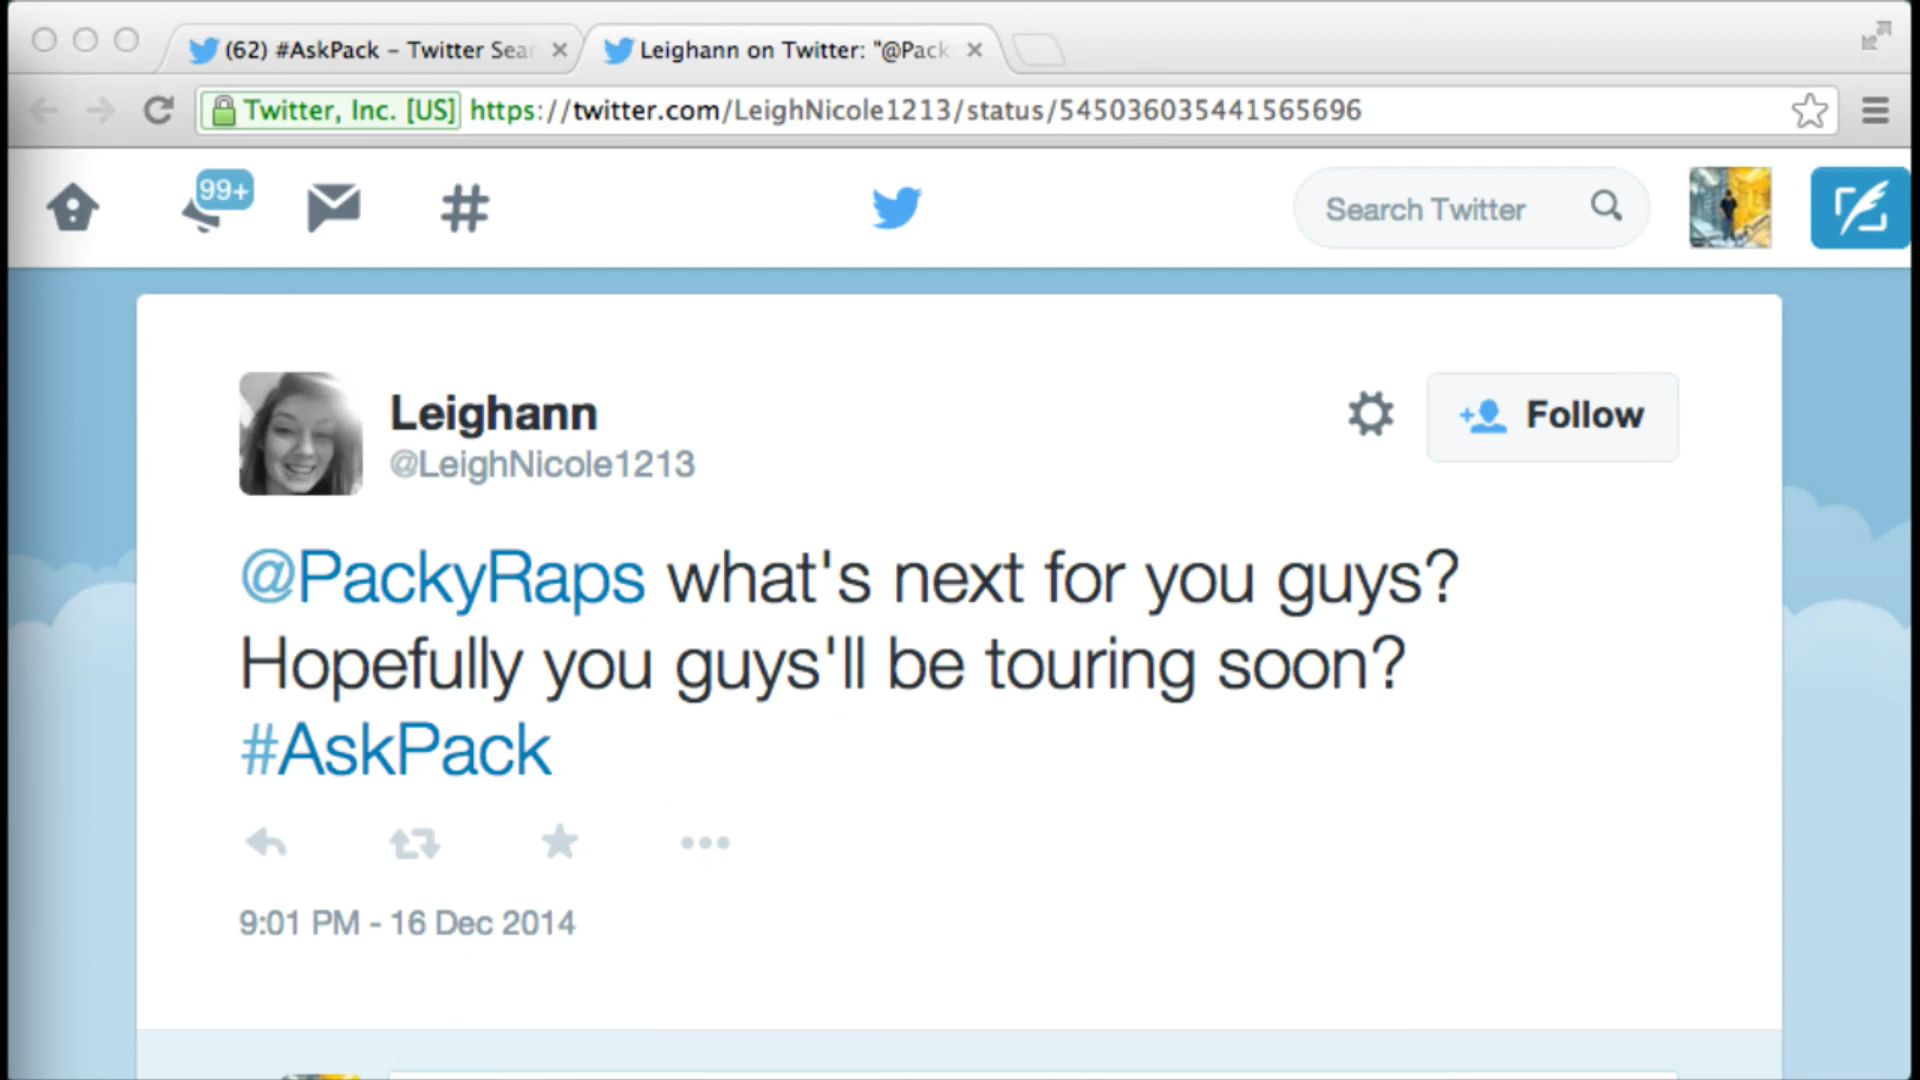 (62) #AskPack – Twitter Sear
Leighann on Twitter: "@Pack
Twitter, Inc. [US] https://twitter.com/LeighNicole1213/status/545036035441565696
99+
Search Twitter
Leighann
@LeighNicole1213
Follow
@PackyRaps what's next for you guys?
Hopefully you guys'll be touring soon?
#AskPack
9:01 PM - 16 Dec 2014